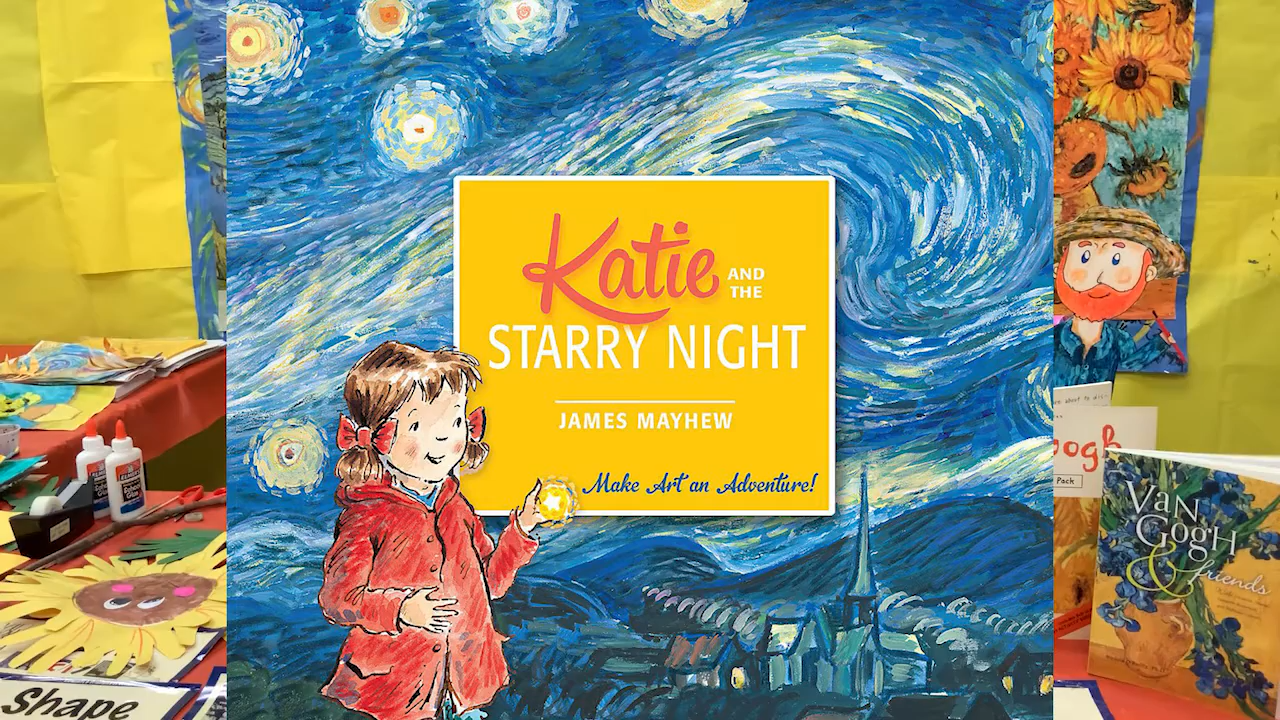 Katie AND
THE
STARRY NIGHT
JAMES MAYHEW
Make Art an Adventure!
Shape
ogh
Pack
VAN
GOGH
&
friends